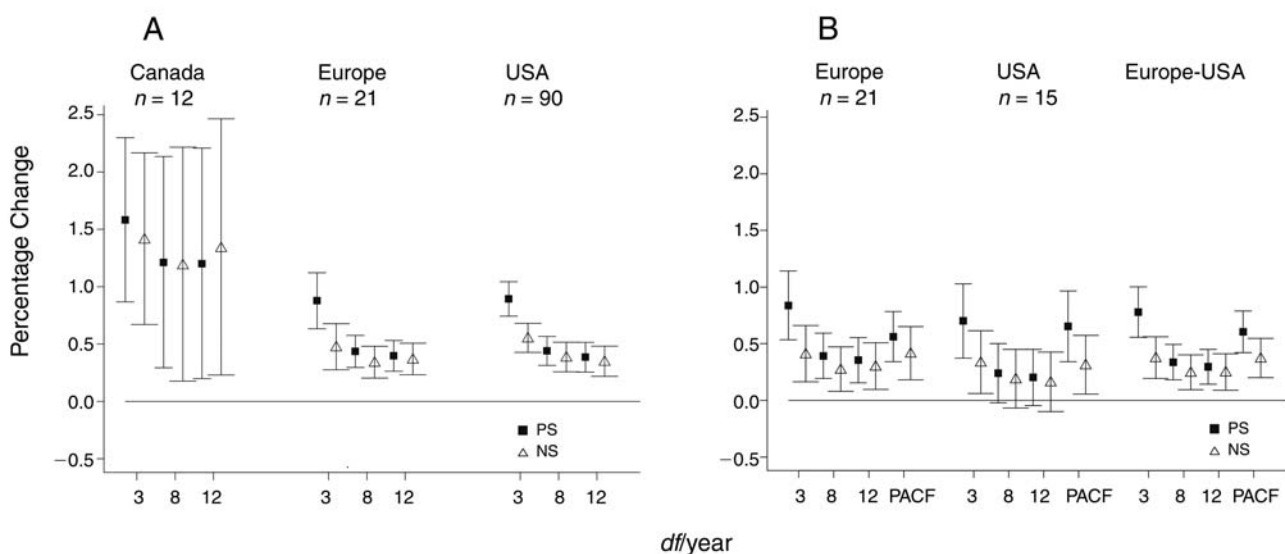 A
Canada
n = 12
Europe
n = 21
USA
n = 90
Percentage Change
2.5
2.0
1.5
1.0
0.5
0.0
−0.5
PS
NS
3 8 12 3 8 12 3 8 12
B
Europe
n = 21
USA
n = 15
Europe-USA
2.5
2.0
1.5
1.0
0.5
0.0
−0.5
PS
NS
3 8 12 PACF 3 8 12 PACF 3 8 12 PACF
df/year